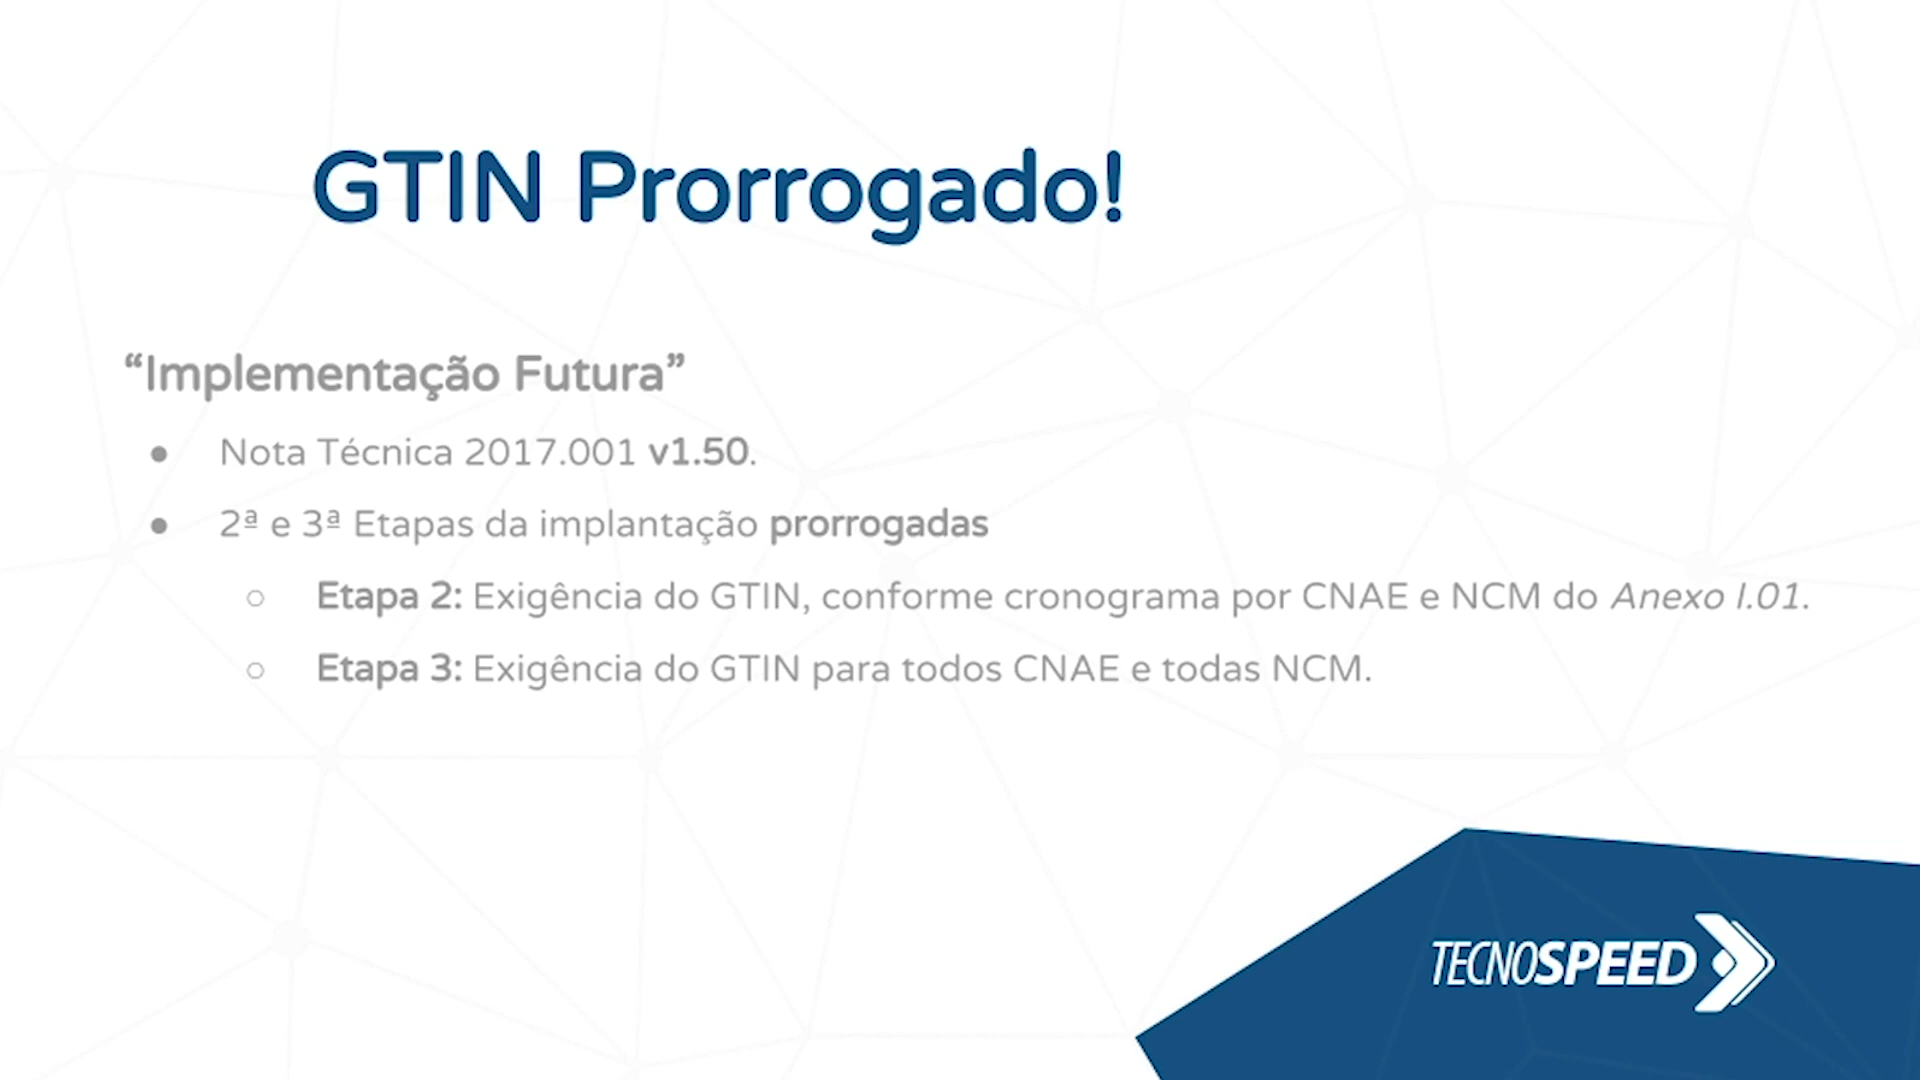 GTIN Prorrogado!
“Implementação Futura”
● Nota Técnica 2017.001 v1.50.
● 2ª e 3ª Etapas da implantação prorrogadas
○ Etapa 2: Exigência do GTIN, conforme cronograma por CNAE e NCM do Anexo I.01.
○ Etapa 3: Exigência do GTIN para todos CNAE e todas NCM.
TECNOSPEED